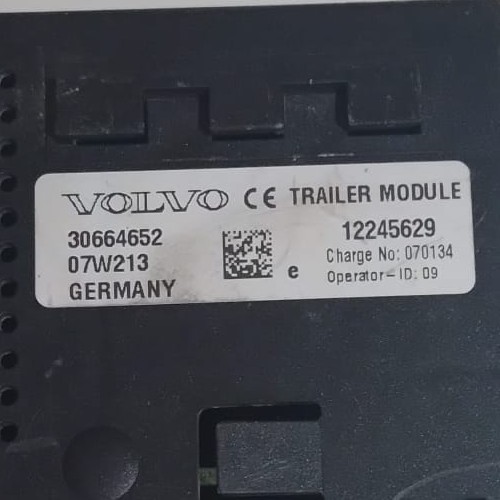 VOLVO CE TRAILER MODULE
30664652 12245629
07W213 Charge No: 070134
GERMANY e Operator-ID: 09